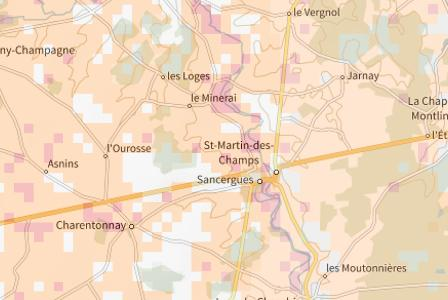 le Vergnol
ny-Champagne
les Loges
Jarnay
le Minerai
La Chap
Montlin
l'Ét
l'Ourosse
St-Martin-des-
Champs
Asnins
Sancergues
Charentonnay
les Moutonnières